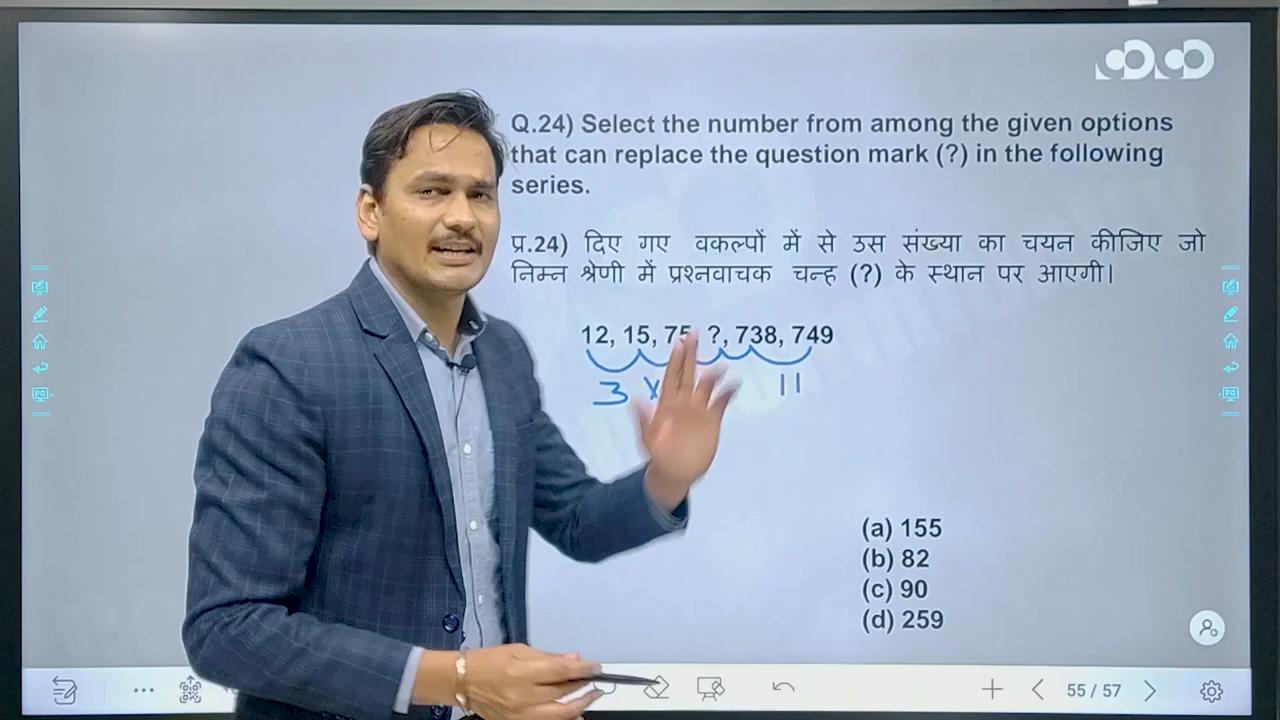 Q.24) Select the number from among the given options
that can replace the question mark (?) in the following
series.
प्र.24) दिए गए वकल्पों में से उस संख्या का चयन कीजिए जो
निम्न श्रेणी में प्रश्नवाचक चन्ह (?) के स्थान पर आएगी।
12, 15, 75, ?, 738, 749
3 x 11
(a) 155
(b) 82
(c) 90
(d) 259
55 / 57